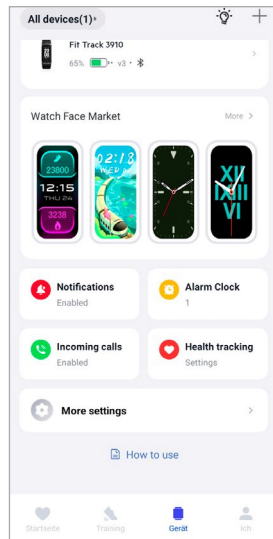 All devices(1)
Fit Track 3910
65% v3
Watch Face Market
More >
23800
12:15
THU 24
3238
02:18
WED
XII
IXIII
VI
Notifications
Enabled
Alarm Clock
1
Incoming calls
Enabled
Health tracking
Settings
More settings
How to use
Startseite
Training
Gerät
Ich